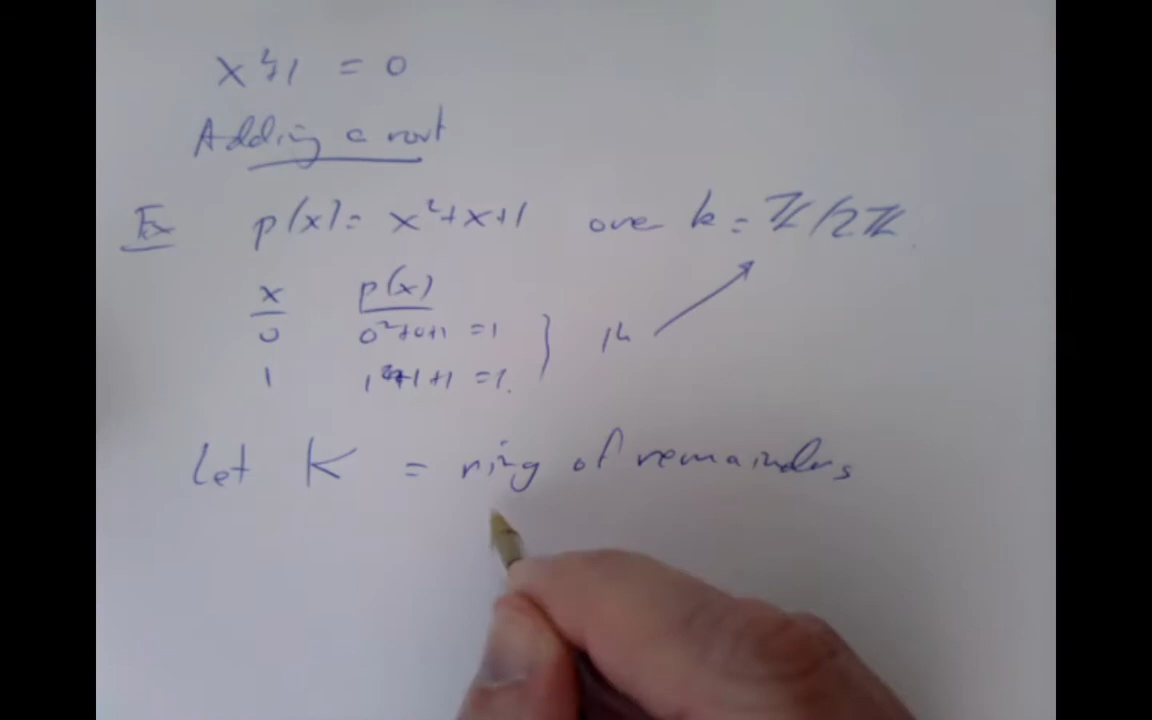 x²+1 = 0
Adding a root
Ex p(x) = x²+x+1 over k = ℤ/2ℤ.
x p(x)
0 0²+0+1 = 1
1 1²+1+1 = 1.
in
Let K = ring of remainders